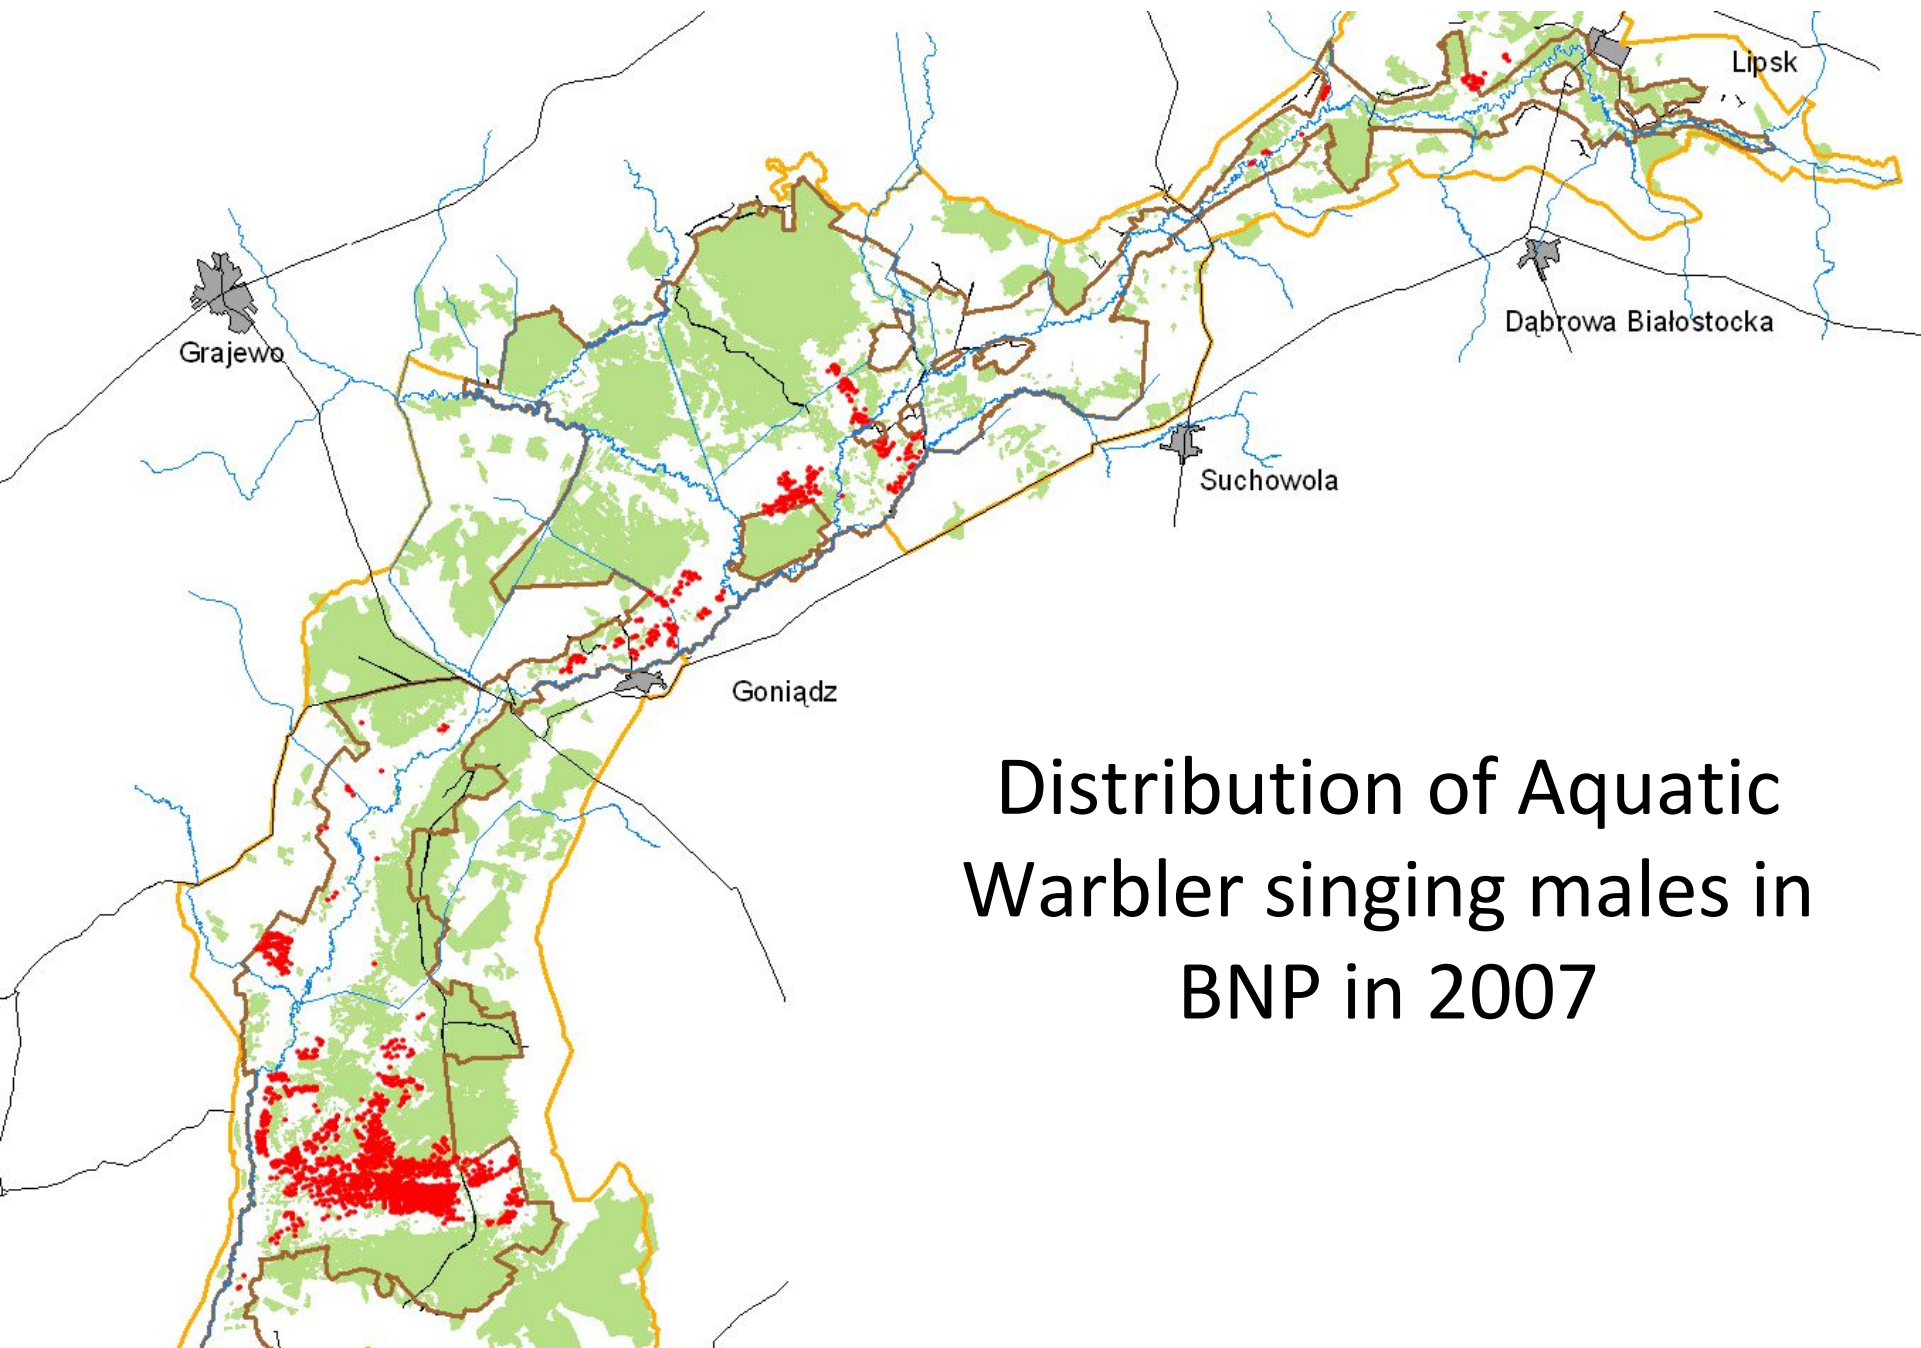 Lipsk
Dąbrowa Białostocka
Grajewo
Suchowola
Goniądz
Distribution of Aquatic
Warbler singing males in
BNP in 2007